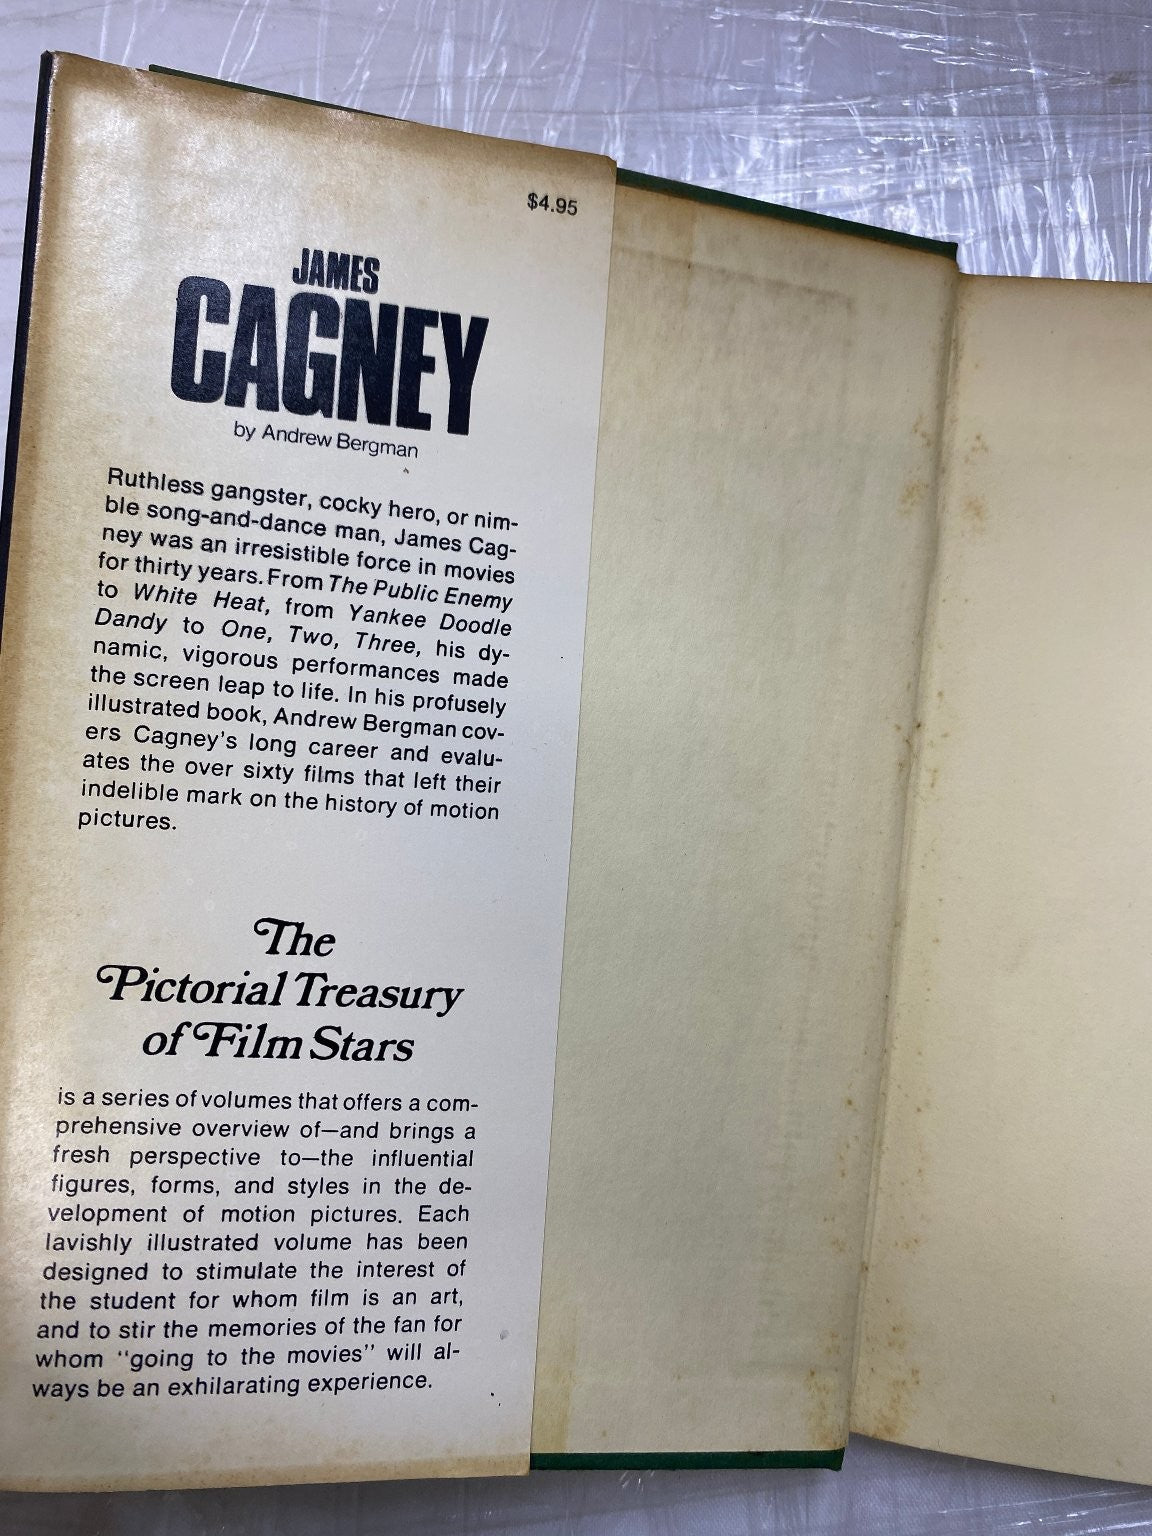 $4.95
JAMES
CAGNEY
by Andrew Bergman
Ruthless gangster, cocky hero, or nim-
ble song-and-dance man, James Cag-
ney was an irresistible force in movies
for thirty years. From The Public Enemy
to White Heat, from Yankee Doodle
Dandy to One, Two, Three, his dy-
namic, vigorous performances made
the screen leap to life. In his profusely
illustrated book, Andrew Bergman cov-
ers Cagney's long career and evalu-
ates the over sixty films that left their
indelible mark on the history of motion
pictures.
The
Pictorial Treasury
of Film Stars
is a series of volumes that offers a com-
prehensive overview of—and brings a
fresh perspective to—the influential
figures, forms, and styles in the de-
velopment of motion pictures. Each
lavishly illustrated volume has been
designed to stimulate the interest of
the student for whom film is an art,
and to stir the memories of the fan for
whom "going to the movies" will al-
ways be an exhilarating experience.